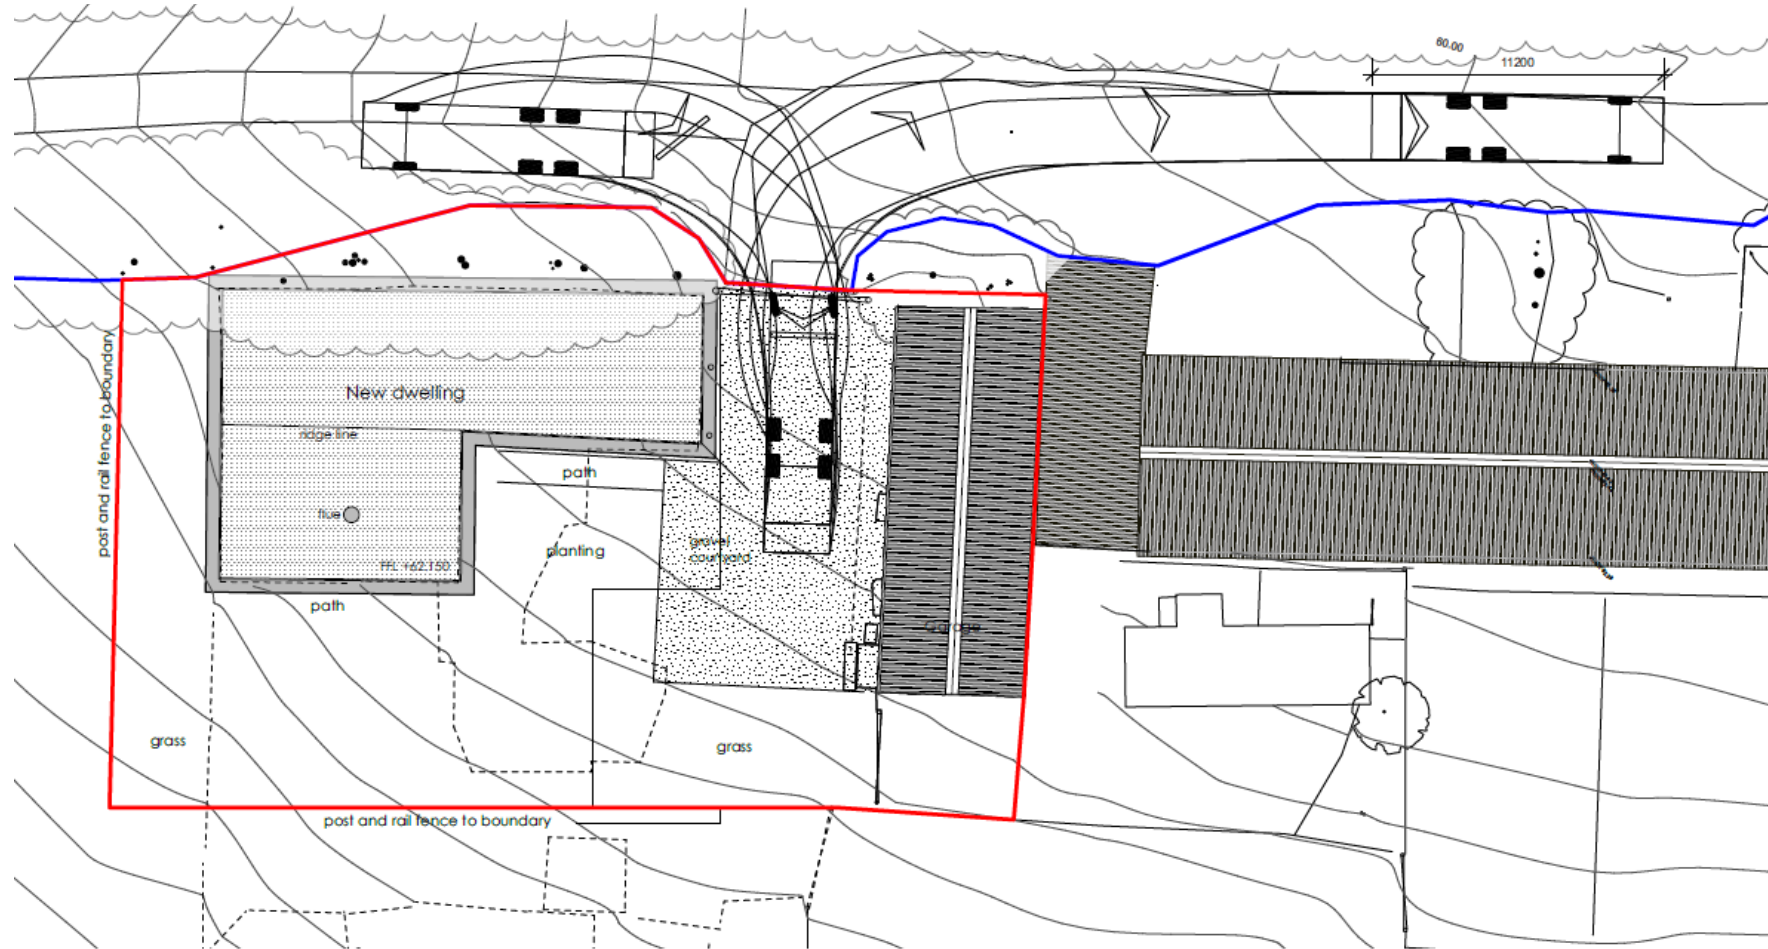 60.00
11200
New dwelling
ridge line
post and rail fence to boundary
path
flue
planting
gravel
courtyard
FFL +62.150
path
Garage
grass
grass
post and rail fence to boundary